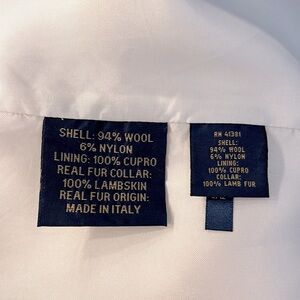 SHELL: 94% WOOL
6% NYLON
LINING: 100% CUPRO
REAL FUR COLLAR:
100% LAMBSKIN
REAL FUR ORIGIN:
MADE IN ITALY
RN 41381
SHELL:
94% WOOL
6% NYLON
LINING:
100% CUPRO
COLLAR:
100% LAMB FUR